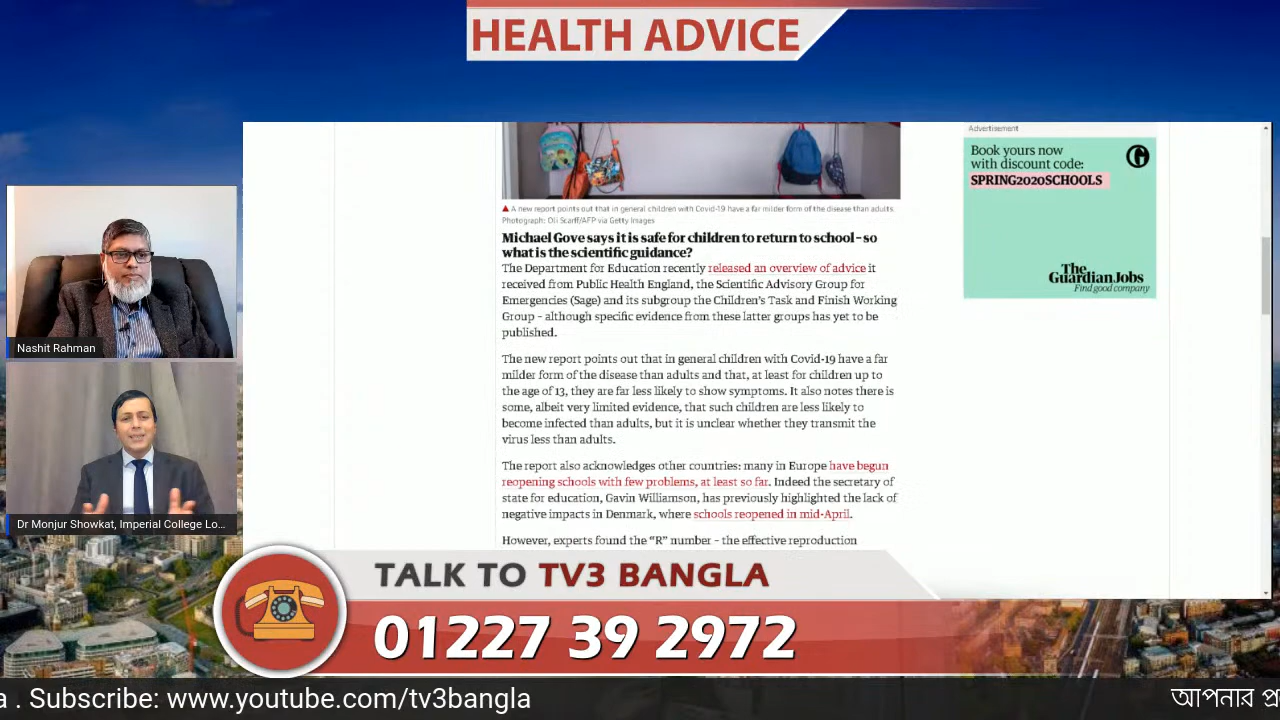 HEALTH ADVICE
Advertisement
Book yours now
with discount code:
SPRING2020SCHOOLS
The
GuardianJobs
Find good company
A new report points out that in general children with Covid-19 have a far milder form of the disease than adults.
Photograph: Oli Scarff/AFP via Getty Images
Michael Gove says it is safe for children to return to school – so
what is the scientific guidance?
The Department for Education recently released an overview of advice it
received from Public Health England, the Scientific Advisory Group for
Emergencies (Sage) and its subgroup the Children's Task and Finish Working
Group – although specific evidence from these latter groups has yet to be
published.
The new report points out that in general children with Covid-19 have a far
milder form of the disease than adults and that, at least for children up to
the age of 13, they are far less likely to show symptoms. It also notes there is
some, albeit very limited evidence, that such children are less likely to
become infected than adults, but it is unclear whether they transmit the
virus less than adults.
The report also acknowledges other countries: many in Europe have begun
reopening schools with few problems, at least so far. Indeed the secretary of
state for education, Gavin Williamson, has previously highlighted the lack of
negative impacts in Denmark, where schools reopened in mid-April.
However, experts found the “R” number – the effective reproduction
Nashit Rahman
Dr Monjur Showkat, Imperial College Lo...
TALK TO TV3 BANGLA
01227 39 2972
a . Subscribe: www.youtube.com/tv3bangla
আপনার প্র